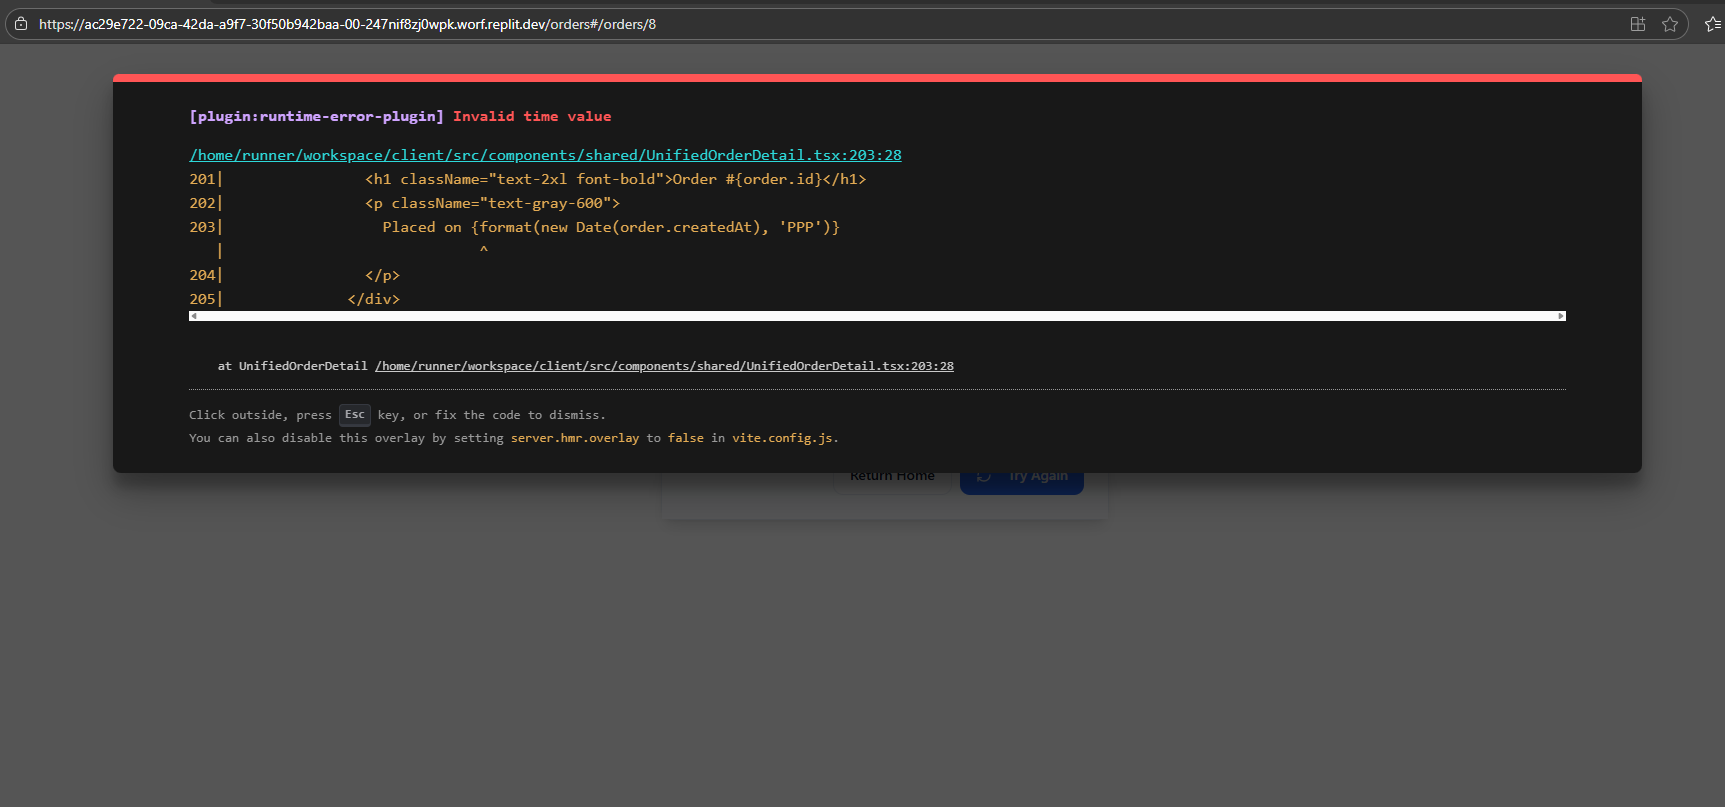 https://ac29e722-09ca-42da-a9f7-30f50b942baa-00-247nif8zj0wpk.worf.replit.dev/orders#/orders/8
[plugin:runtime-error-plugin] Invalid time value
/home/runner/workspace/client/src/components/shared/UnifiedOrderDetail.tsx:203:28
201|                <h1 className="text-2xl font-bold">Order #{order.id}</h1>
202|                <p className="text-gray-600">
203|                  Placed on {format(new Date(order.createdAt), 'PPP')}
   |                             ^
204|                </p>
205|              </div>
at UnifiedOrderDetail /home/runner/workspace/client/src/components/shared/UnifiedOrderDetail.tsx:203:28
Click outside, press Esc key, or fix the code to dismiss.
You can also disable this overlay by setting server.hmr.overlay to false in vite.config.js.
Return Home Try Again